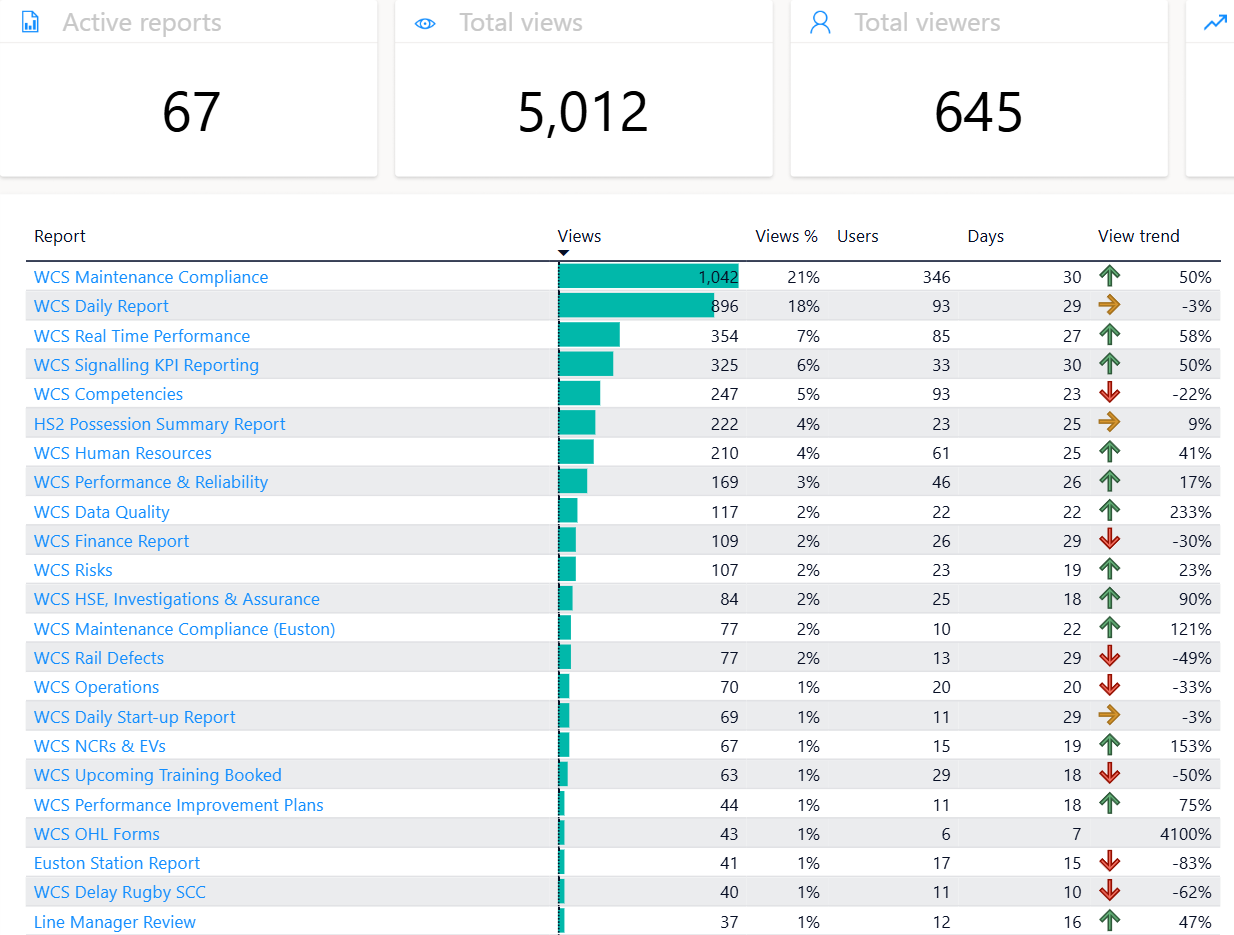 Active reports
Total views
Total viewers
67
5,012
645
Report Views Views % Users Days View trend
WCS Maintenance Compliance 1,042 21% 346 30 50%
WCS Daily Report 896 18% 93 29 -3%
WCS Real Time Performance 354 7% 85 27 58%
WCS Signalling KPI Reporting 325 6% 33 30 50%
WCS Competencies 247 5% 93 23 -22%
HS2 Possession Summary Report 222 4% 23 25 9%
WCS Human Resources 210 4% 61 25 41%
WCS Performance & Reliability 169 3% 46 26 17%
WCS Data Quality 117 2% 22 22 233%
WCS Finance Report 109 2% 26 29 -30%
WCS Risks 107 2% 23 19 23%
WCS HSE, Investigations & Assurance 84 2% 25 18 90%
WCS Maintenance Compliance (Euston) 77 2% 10 22 121%
WCS Rail Defects 77 2% 13 29 -49%
WCS Operations 70 1% 20 20 -33%
WCS Daily Start-up Report 69 1% 11 29 -3%
WCS NCRs & EVs 67 1% 15 19 153%
WCS Upcoming Training Booked 63 1% 29 18 -50%
WCS Performance Improvement Plans 44 1% 11 18 75%
WCS OHL Forms 43 1% 6 7 4100%
Euston Station Report 41 1% 17 15 -83%
WCS Delay Rugby SCC 40 1% 11 10 -62%
Line Manager Review 37 1% 12 16 47%